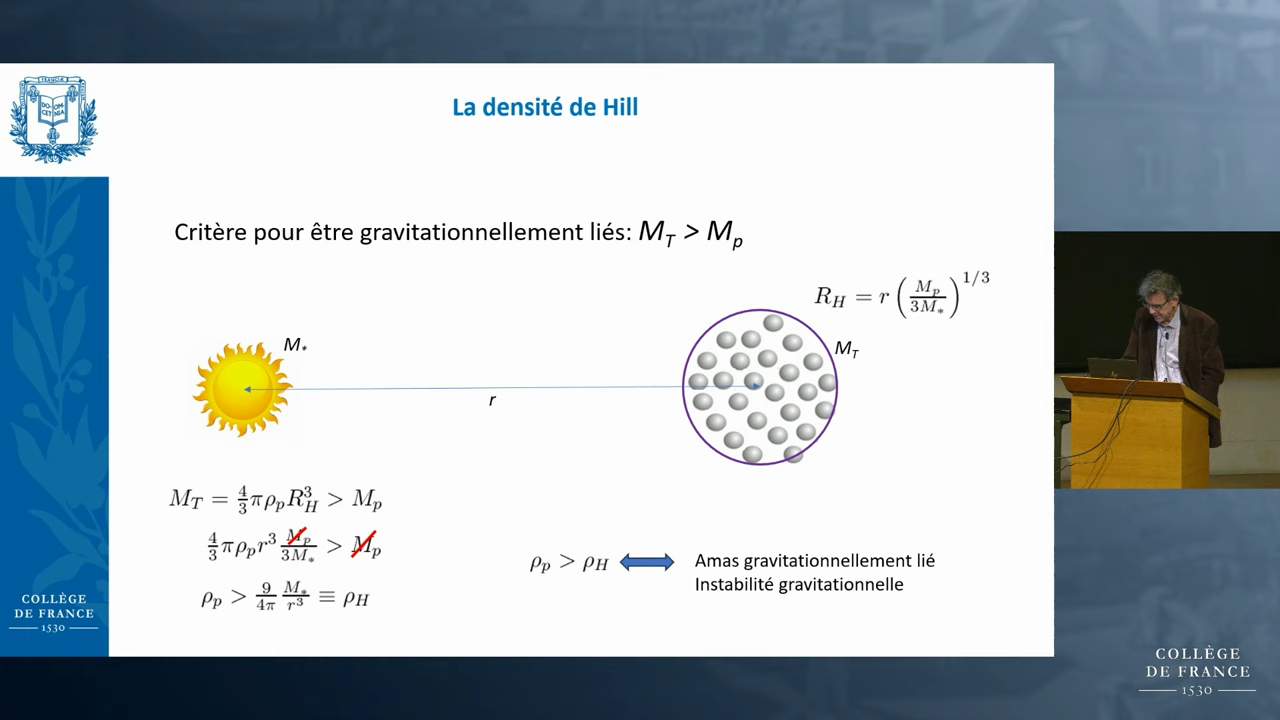 La densité de Hill
Critère pour être gravitationnellement liés: M_T > M_p
R_H = r (M_p / 3M_*)^{1/3}
M_*
M_T
r
M_T = 4/3 π ρ_p R_H^3 > M_p
4/3 π ρ_p r^3 M_p / 3M_* > M_p
ρ_p > 9/4π M_* / r^3 ≡ ρ_H
ρ_p > ρ_H
Amas gravitationnellement lié
Instabilité gravitationnelle
COLLÈGE
DE FRANCE
1530
COLLÈGE
DE FRANCE
1530